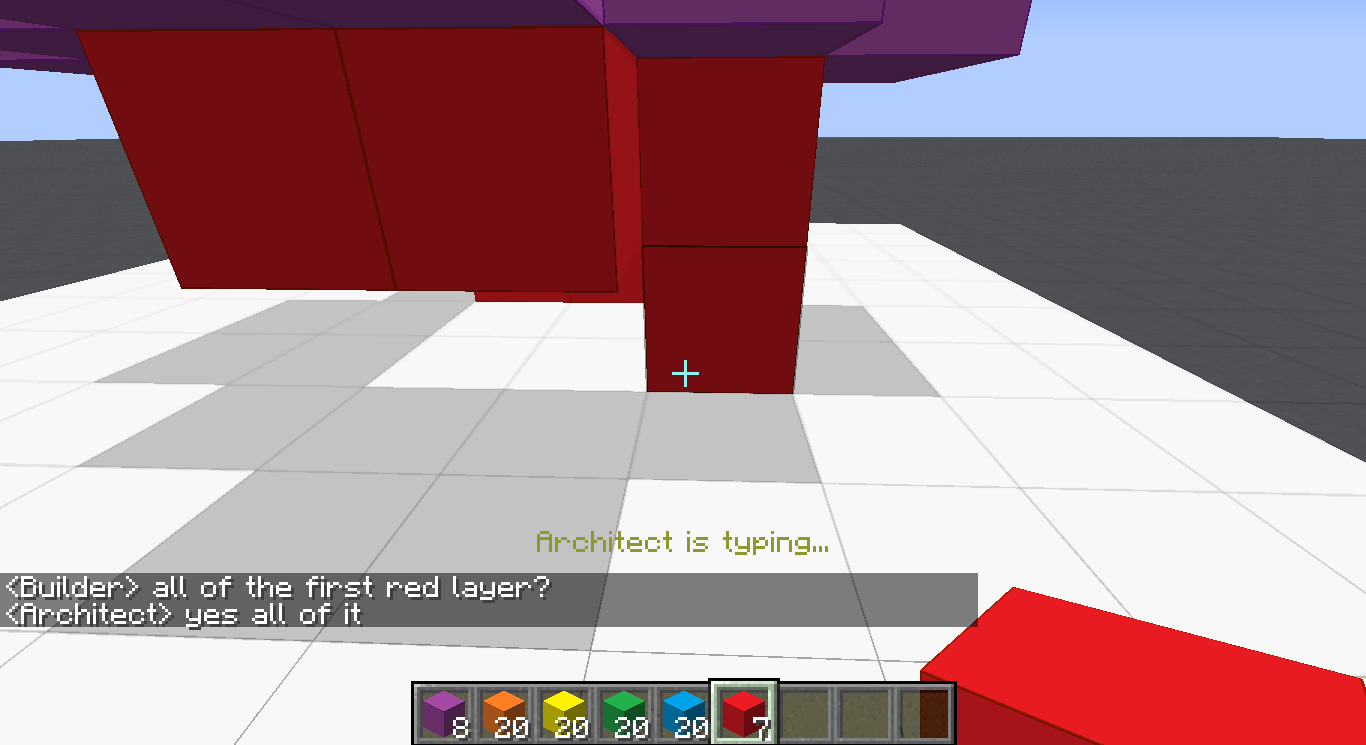 Architect is typing...
<Builder> all of the first red layer?
<Architect> yes all of it
8 20 20 20 20 7